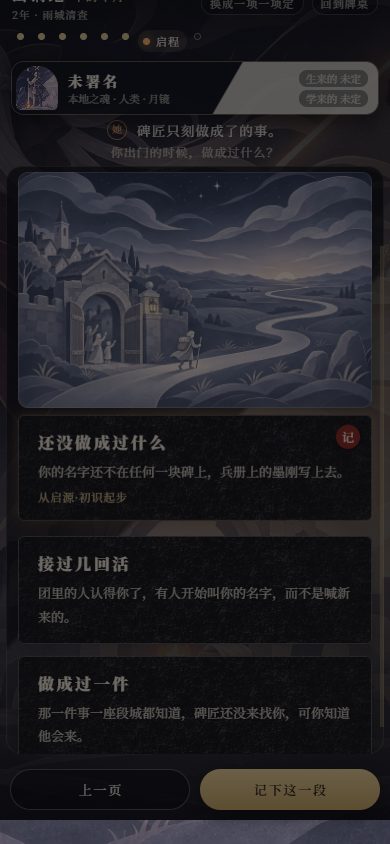 2年 · 雨城清查
换成一项一项定
回到牌桌
启程
未署名
本地之魂 · 人类 · 月镜
生来的 未定
学来的 未定
她 碑匠只刻做成了的事。
你出门的时候，做成过什么？
还没做成过什么
记
你的名字还不在任何一块碑上，兵册上的墨刚写上去。
从启源·初识起步
接过几回活
团里的人认得你了，有人开始叫你的名字，而不是喊新
来的。
做成过一件
那一件事一座段城都知道，碑匠还没来找你，可你知道
他会来。
上一页
记下这一段